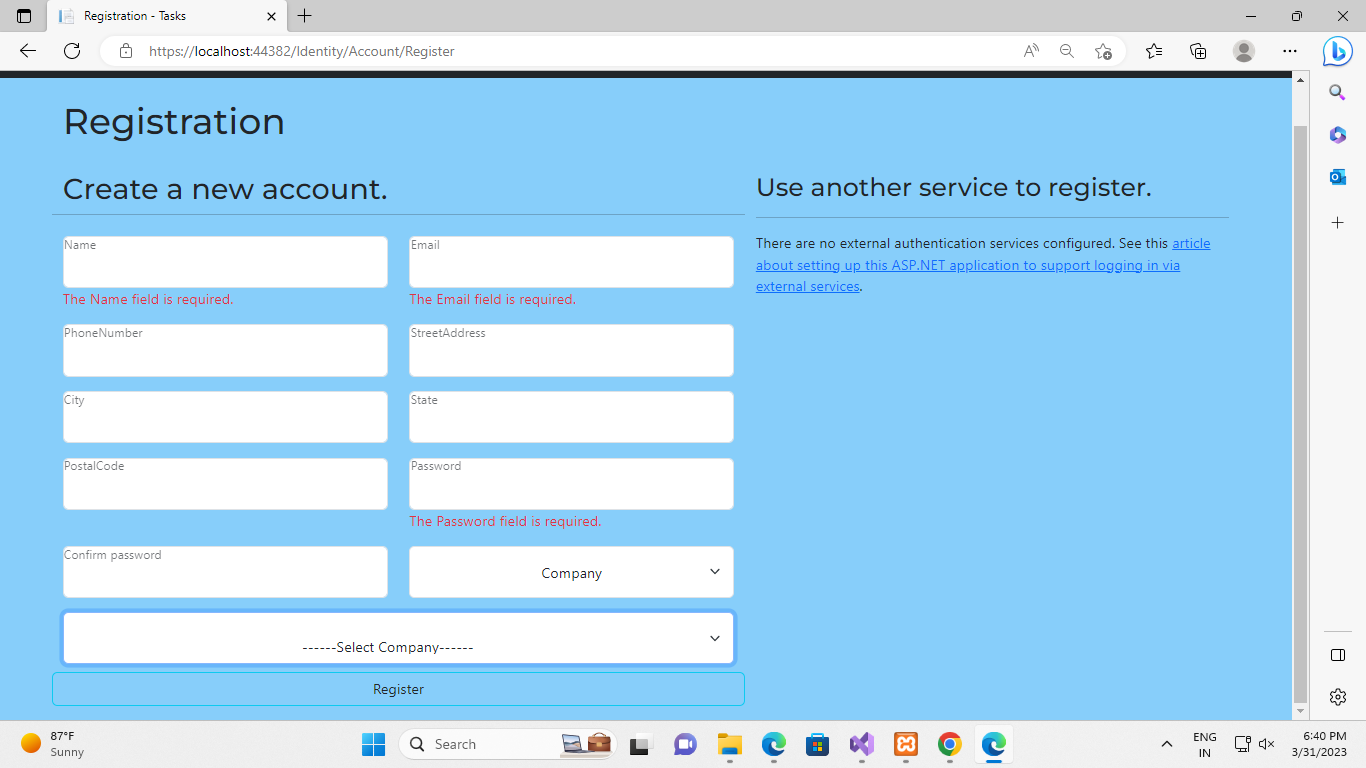 Registration - Tasks
https://localhost:44382/Identity/Account/Register
Registration
Create a new account.
Name
Email
The Name field is required.
The Email field is required.
PhoneNumber
StreetAddress
City
State
PostalCode
Password
The Password field is required.
Confirm password
Company
------Select Company------
Register
Use another service to register.
There are no external authentication services configured. See this article
about setting up this ASP.NET application to support logging in via
external services.
87°F
Sunny
Search
ENG
IN
6:40 PM
3/31/2023